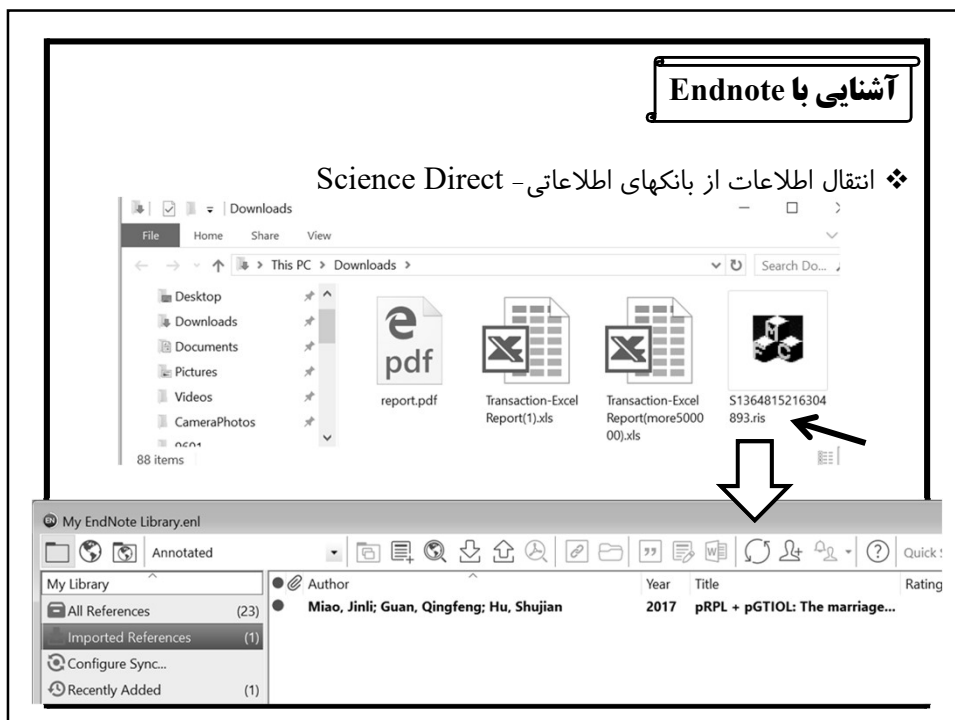 آشنایی با Endnote
❖ انتقال اطلاعات از بانکهای اطلاعاتی- Science Direct
Downloads
File Home Share View
This PC > Downloads >
Search Do...
Desktop
Downloads
Documents
Pictures
Videos
CameraPhotos
pdf
report.pdf
Transaction-Excel
Report(1).xls
Transaction-Excel
Report(more5000
00).xls
M
F C
S1364815216304
893.ris
88 items
EN My EndNote Library.enl
Annotated
Quick
My Library
Author Year Title Rating
All References (23)
Miao, Jinli; Guan, Qingfeng; Hu, Shujian 2017 pRPL + pGTIOL: The marriage...
Imported References (1)
Configure Sync...
Recently Added (1)